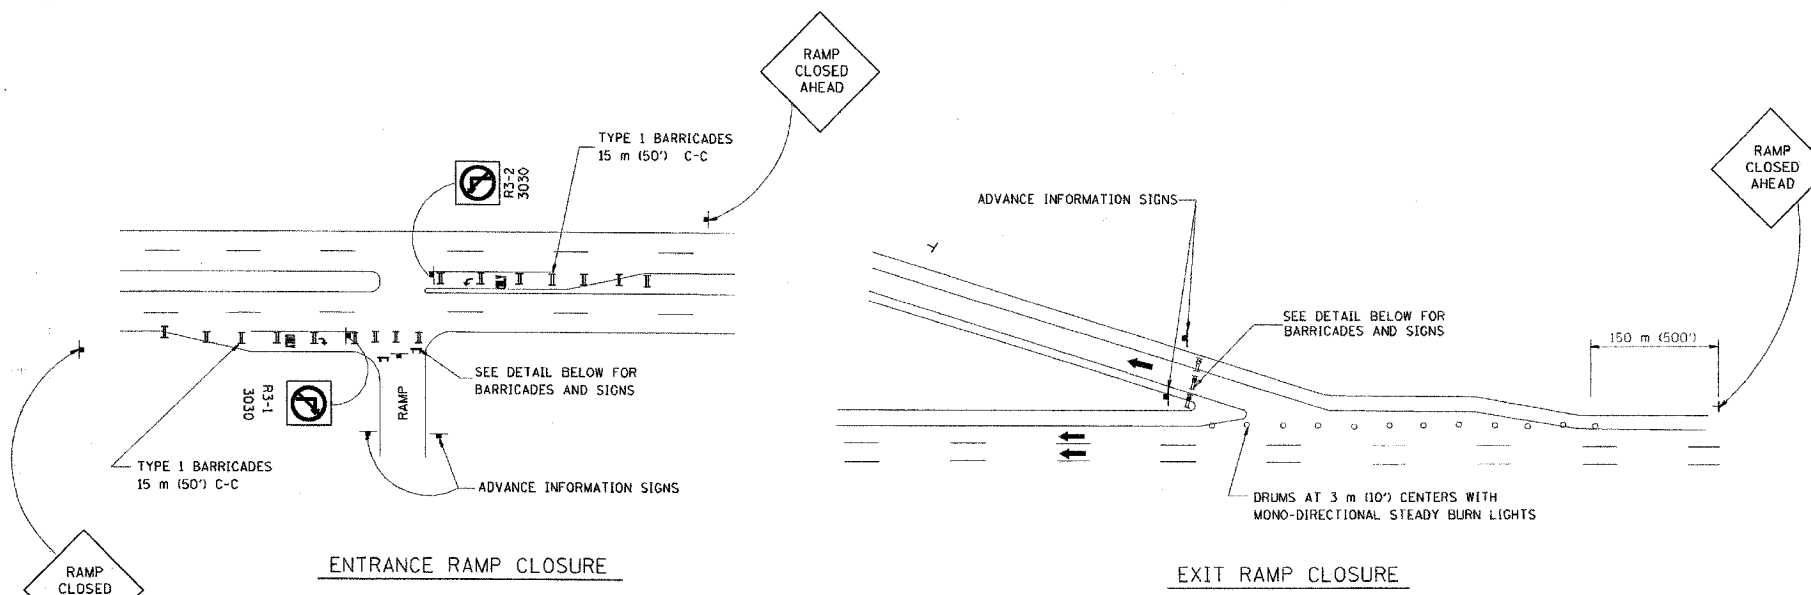 RAMP
CLOSED
AHEAD
TYPE 1 BARRICADES
15 m (50') C-C
R3-2
3030
RAMP
CLOSED
AHEAD
ADVANCE INFORMATION SIGNS
SEE DETAIL BELOW FOR
BARRICADES AND SIGNS
150 m (500')
SEE DETAIL BELOW FOR
BARRICADES AND SIGNS
R3-1
3030
RAMP
TYPE 1 BARRICADES
15 m (50') C-C
ADVANCE INFORMATION SIGNS
DRUMS AT 3 m (10') CENTERS WITH
MONO-DIRECTIONAL STEADY BURN LIGHTS
ENTRANCE RAMP CLOSURE
EXIT RAMP CLOSURE
RAMP
CLOSED